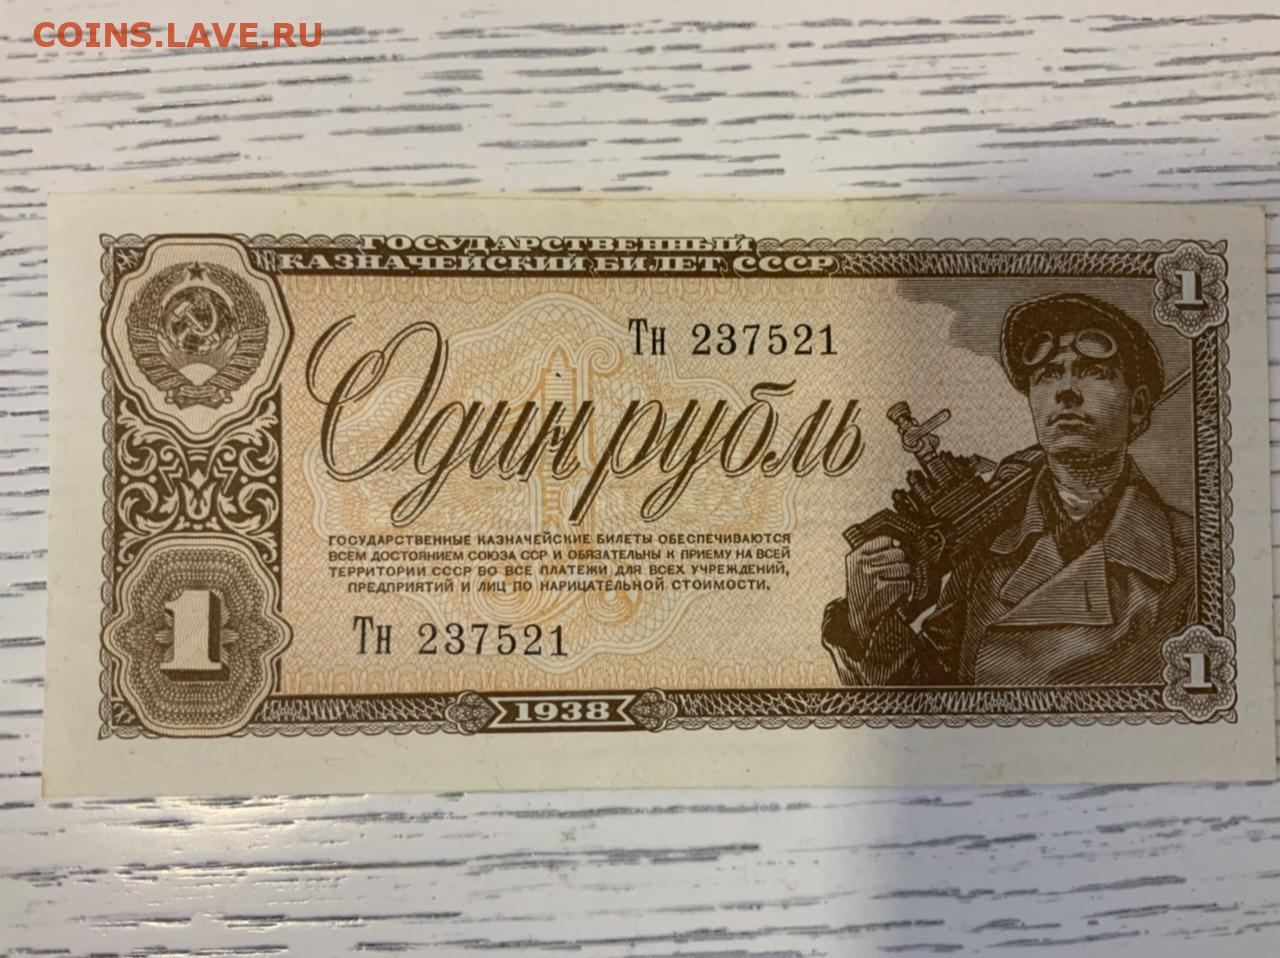 COINS.LAVE.RU
ГОСУДАРСТВЕННЫЙ
КАЗНАЧЕЙСКИЙ БИЛЕТ СССР
1
Тн 237521
Один рубль
ГОСУДАРСТВЕННЫЕ КАЗНАЧЕЙСКИЕ БИЛЕТЫ ОБЕСПЕЧИВАЮТСЯ
ВСЕМ ДОСТОЯНИЕМ СОЮЗА ССР И ОБЯЗАТЕЛЬНЫ К ПРИЕМУ НА ВСЕЙ
ТЕРРИТОРИИ СССР ВО ВСЕ ПЛАТЕЖИ ДЛЯ ВСЕХ УЧРЕЖДЕНИЙ,
ПРЕДПРИЯТИЙ И ЛИЦ ПО НАРИЦАТЕЛЬНОЙ СТОИМОСТИ.
1
Тн 237521
1
1938